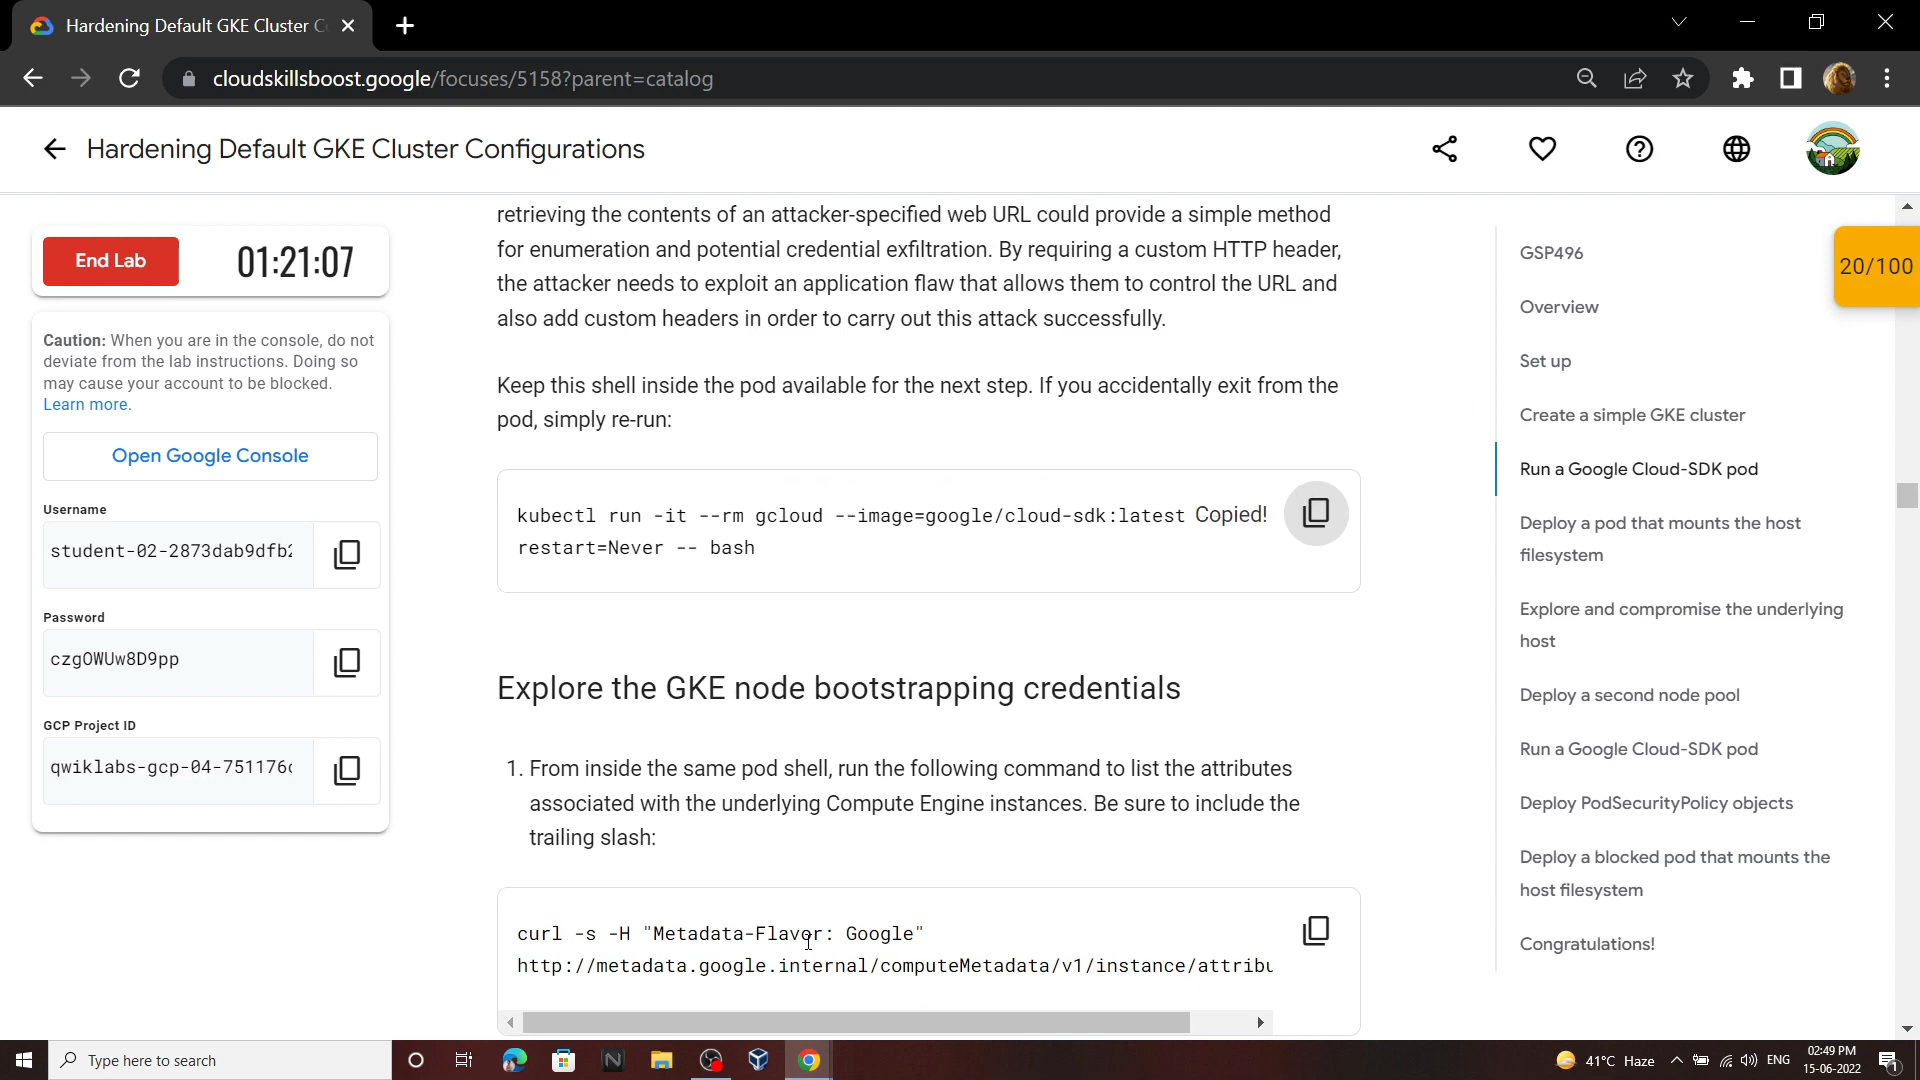 Hardening Default GKE Cluster C
cloudskillsboost.google/focuses/5158?parent=catalog
Hardening Default GKE Cluster Configurations
End Lab
01:21:07
Caution: When you are in the console, do not
deviate from the lab instructions. Doing so
may cause your account to be blocked.
Learn more.
Open Google Console
Username
student-02-2873dab9dfb2
Password
czgOWUw8D9pp
GCP Project ID
qwiklabs-gcp-04-751176
retrieving the contents of an attacker-specified web URL could provide a simple method
for enumeration and potential credential exfiltration. By requiring a custom HTTP header,
the attacker needs to exploit an application flaw that allows them to control the URL and
also add custom headers in order to carry out this attack successfully.
Keep this shell inside the pod available for the next step. If you accidentally exit from the
pod, simply re-run:
kubectl run -it --rm gcloud --image=google/cloud-sdk:latest Copied!
restart=Never -- bash
Explore the GKE node bootstrapping credentials
1. From inside the same pod shell, run the following command to list the attributes
associated with the underlying Compute Engine instances. Be sure to include the
trailing slash:
curl -s -H "Metadata-Flavor: Google"
http://metadata.google.internal/computeMetadata/v1/instance/attribu
GSP496
Overview
Set up
Create a simple GKE cluster
Run a Google Cloud-SDK pod
Deploy a pod that mounts the host
filesystem
Explore and compromise the underlying
host
Deploy a second node pool
Run a Google Cloud-SDK pod
Deploy PodSecurityPolicy objects
Deploy a blocked pod that mounts the
host filesystem
Congratulations!
20/100
Type here to search
41°C Haze
ENG
02:49 PM
15-06-2022
1